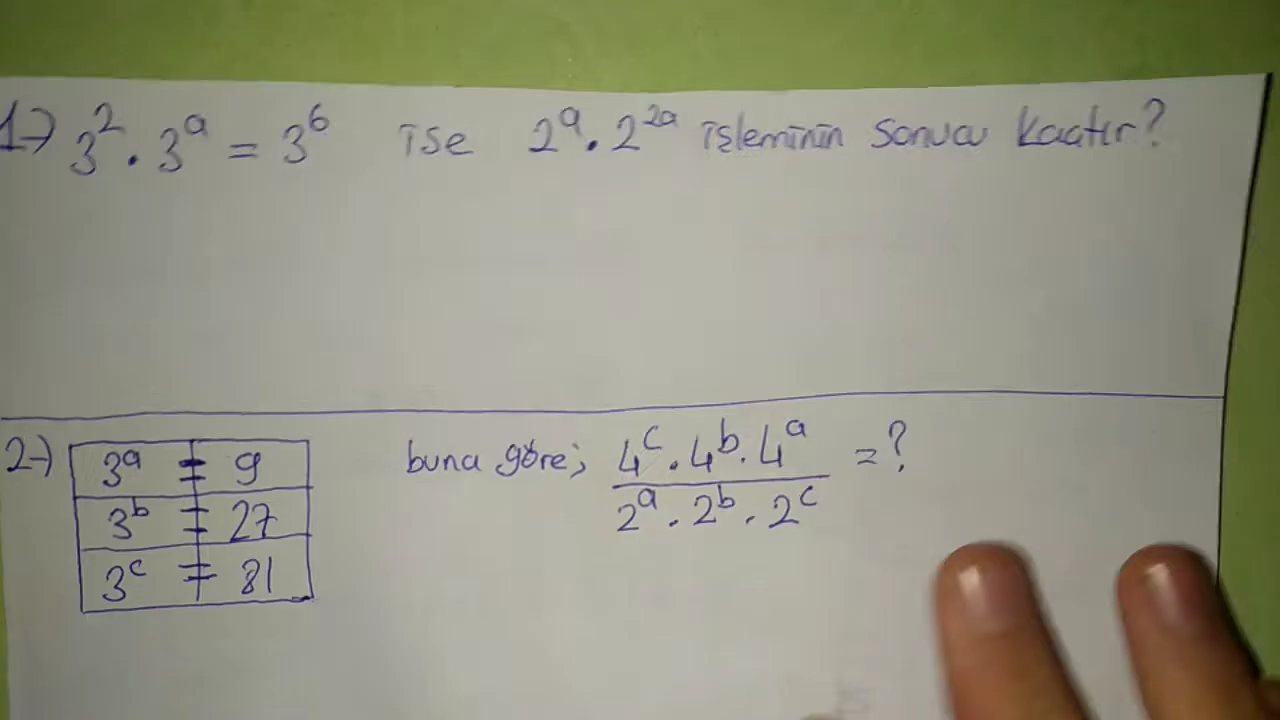 1-) 3² . 3ᵃ = 3⁶ ise 2ᵃ . 2²ᵃ işleminin sonucu kaçtır?
2-) 3ᵃ = 9
3ᵇ = 27
3ᶜ = 81
buna göre; 4ᶜ . 4ᵇ . 4ᵃ / 2ᵃ . 2ᵇ . 2ᶜ = ?